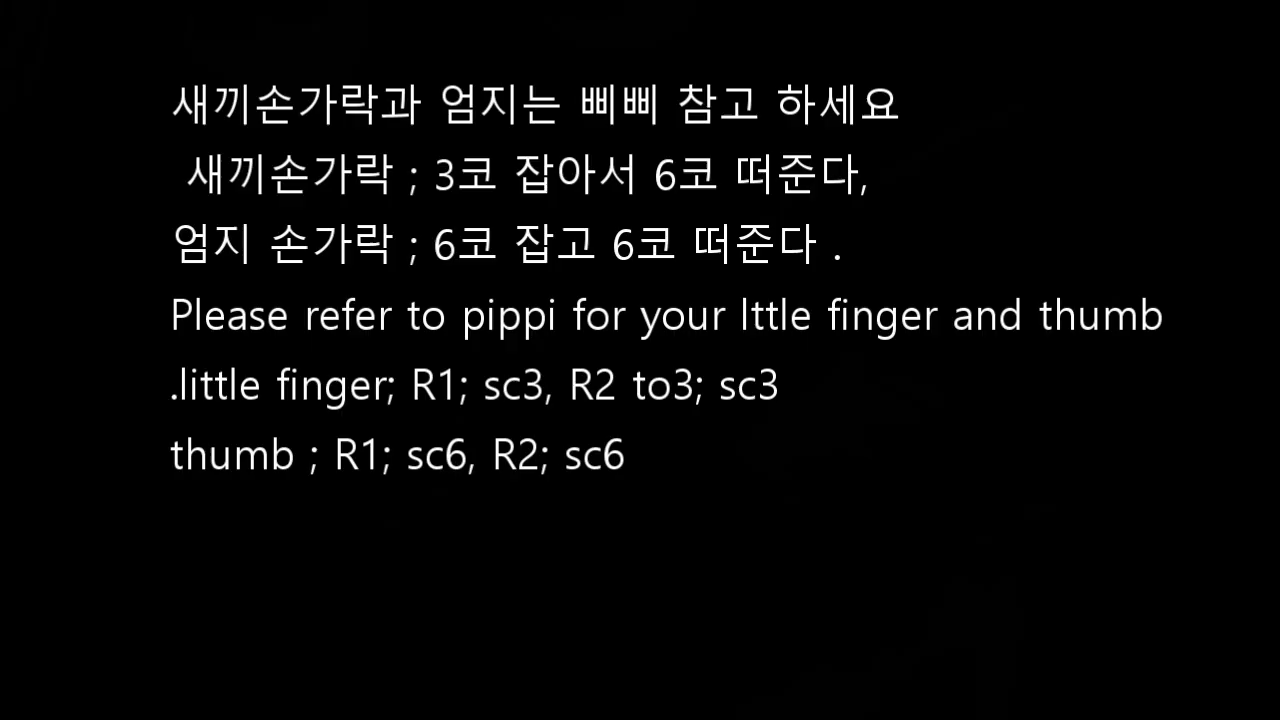 새끼손가락과 엄지는 삐삐 참고 하세요
새끼손가락 ; 3코 잡아서 6코 떠준다,
엄지 손가락 ; 6코 잡고 6코 떠준다 .
Please refer to pippi for your lttle finger and thumb
.little finger; R1; sc3, R2 to3; sc3
thumb ; R1; sc6, R2; sc6